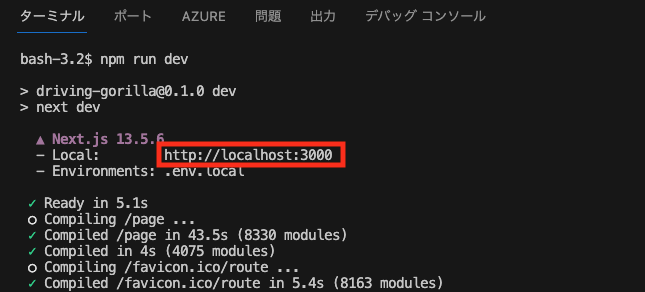 ターミナル ポート AZURE 問題 出力 デバッグ コンソール
bash-3.2$ npm run dev
> driving-gorilla@0.1.0 dev
> next dev
▲ Next.js 13.5.6
- Local: http://localhost:3000
- Environments: .env.local
✓ Ready in 5.1s
○ Compiling /page ...
✓ Compiled /page in 43.5s (8330 modules)
✓ Compiled in 4s (4075 modules)
○ Compiling /favicon.ico/route ...
✓ Compiled /favicon.ico/route in 5.4s (8163 modules)